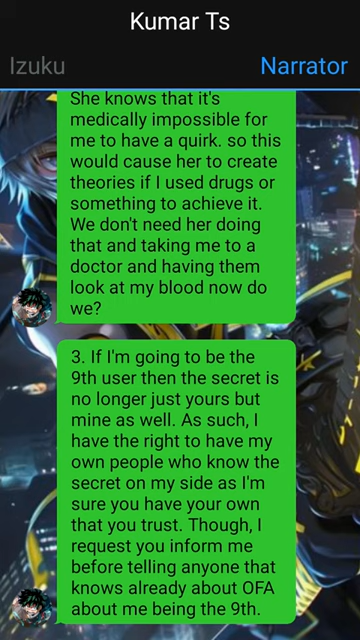 Kumar Ts
Izuku
Narrator
She knows that it's
medically impossible for
me to have a quirk. so this
would cause her to create
theories if I used drugs or
something to achieve it.
We don't need her doing
that and taking me to a
doctor and having them
look at my blood now do
we?
3. If I'm going to be the
9th user then the secret is
no longer just yours but
mine as well. As such, I
have the right to have my
own people who know the
secret on my side as I'm
sure you have your own
that you trust. Though, I
request you inform me
before telling anyone that
knows already about OFA
about me being the 9th.